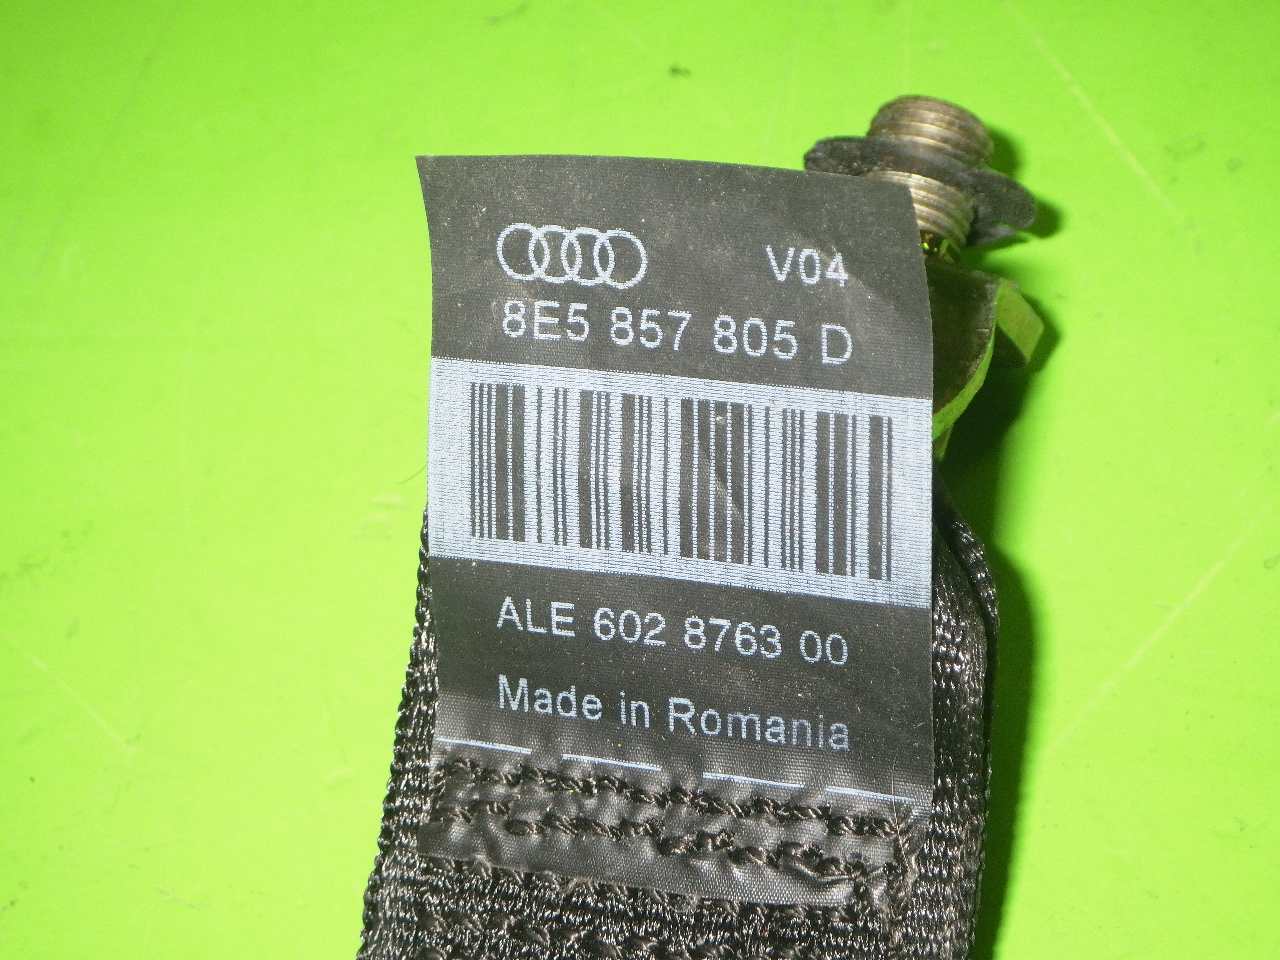 V04
8E5 857 805 D
ALE 602 8763 00
Made in Romania